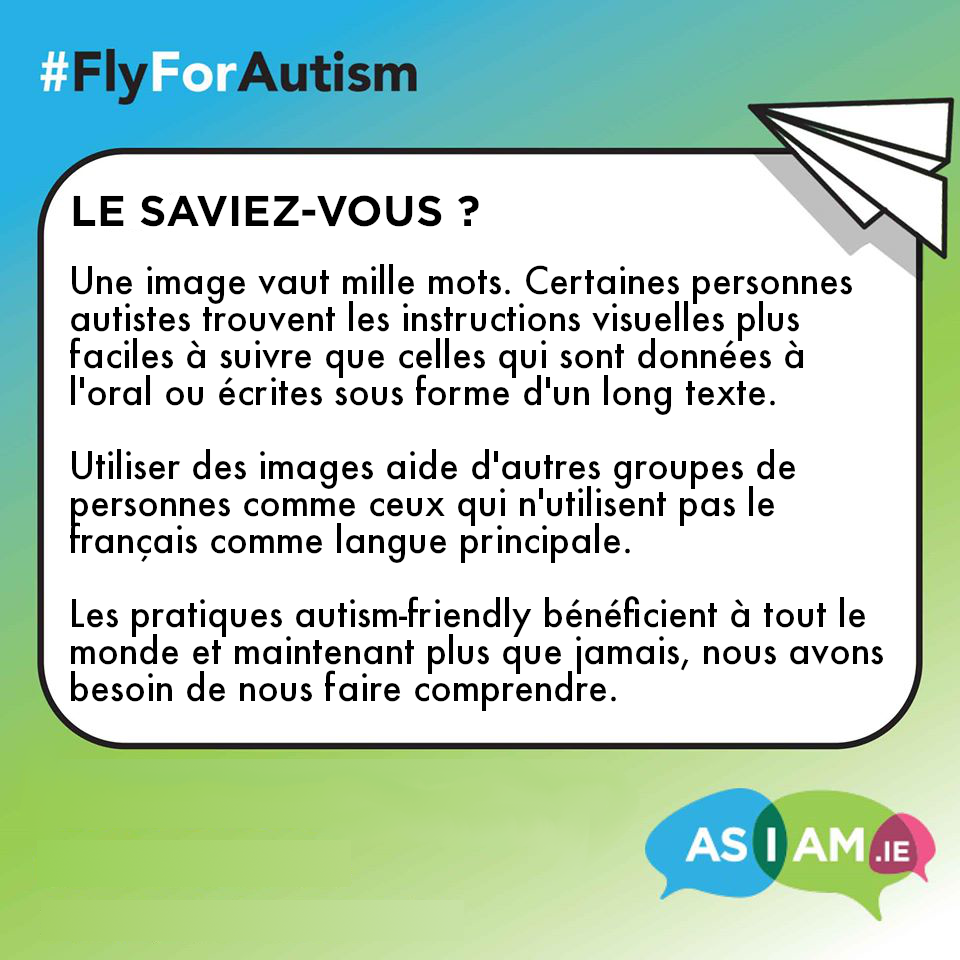 #FlyForAutism
LE SAVIEZ-VOUS ?
Une image vaut mille mots. Certaines personnes
autistes trouvent les instructions visuelles plus
faciles à suivre que celles qui sont données à
l'oral ou écrites sous forme d'un long texte.
Utiliser des images aide d'autres groupes de
personnes comme ceux qui n'utilisent pas le
français comme langue principale.
Les pratiques autism-friendly bénéficient à tout le
monde et maintenant plus que jamais, nous avons
besoin de nous faire comprendre.
AS I AM.IE